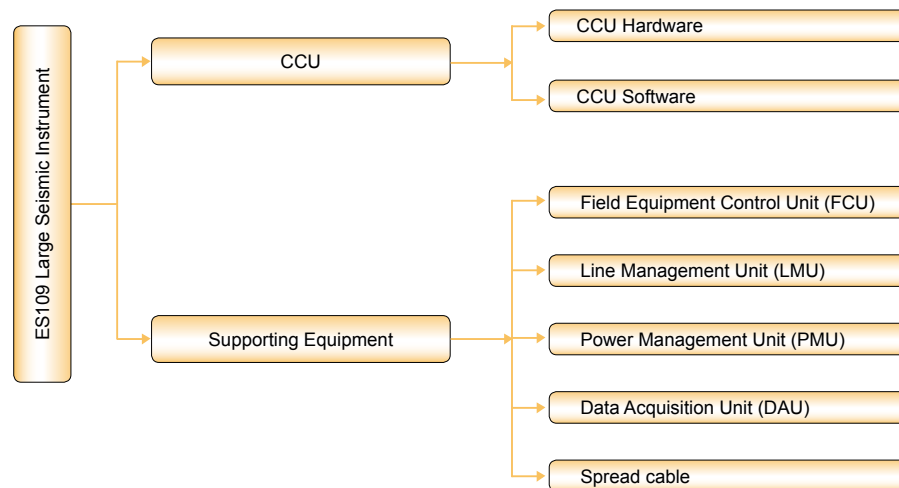 ES109 Large Seismic Instrument
CCU
CCU Hardware
CCU Software
Supporting Equipment
Field Equipment Control Unit (FCU)
Line Management Unit (LMU)
Power Management Unit (PMU)
Data Acquisition Unit (DAU)
Spread cable